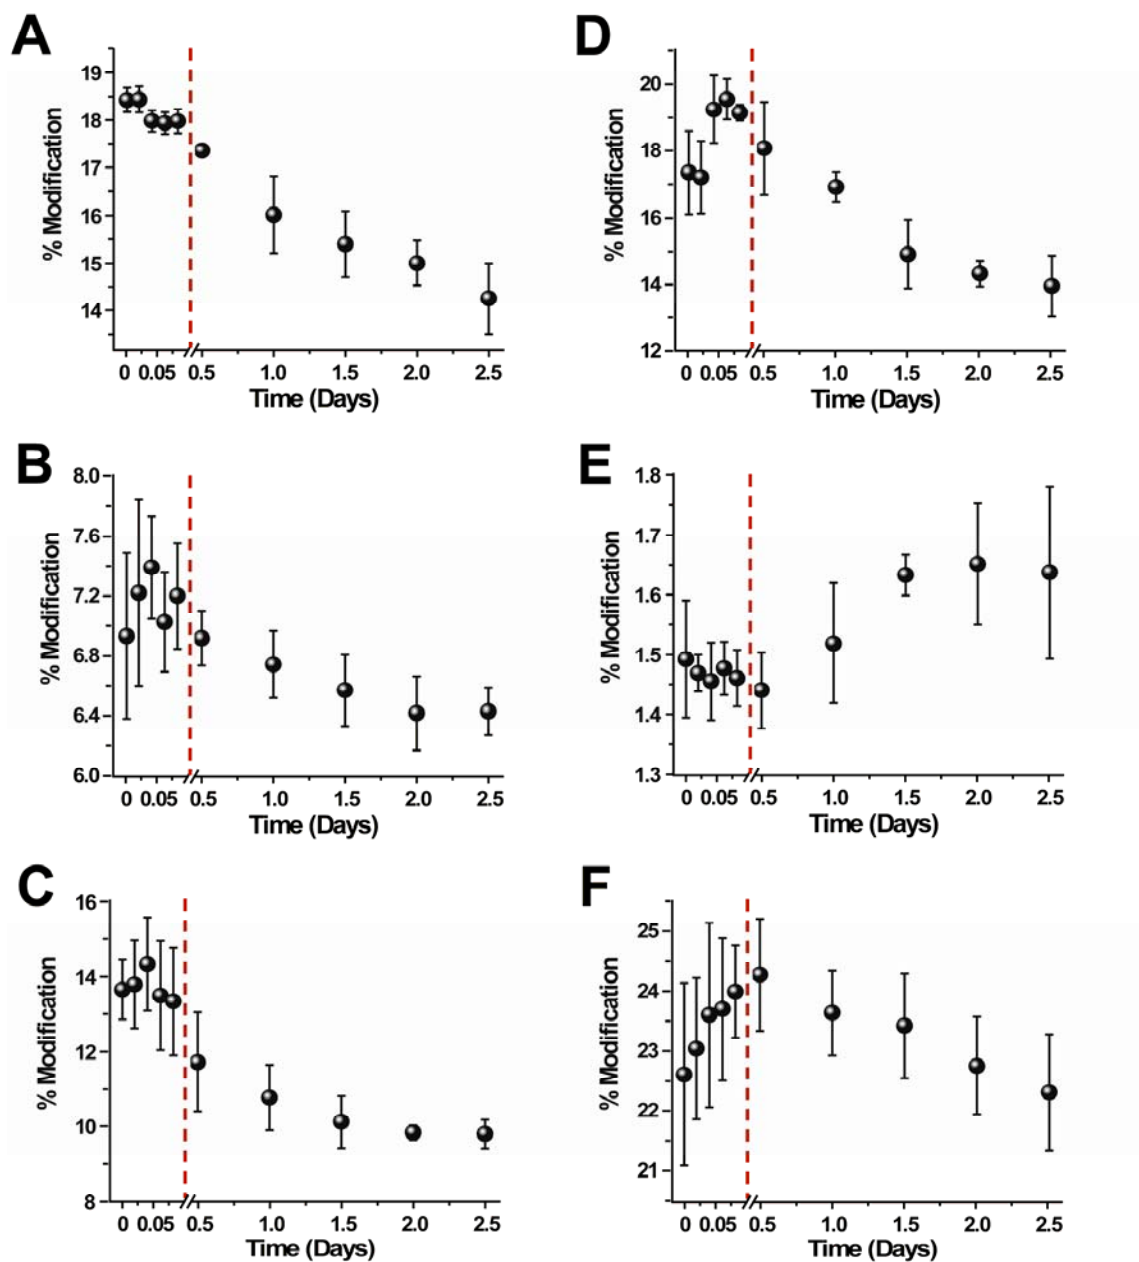 A
% Modification
19
18
17
16
15
14
0 0.05 0.5 1.0 1.5 2.0 2.5
Time (Days)
D
% Modification
20
18
16
14
12
0 0.05 0.5 1.0 1.5 2.0 2.5
Time (Days)
B
% Modification
8.0
7.6
7.2
6.8
6.4
6.0
0 0.05 0.5 1.0 1.5 2.0 2.5
Time (Days)
E
% Modification
1.8
1.7
1.6
1.5
1.4
1.3
0 0.05 0.5 1.0 1.5 2.0 2.5
Time (Days)
C
% Modification
16
14
12
10
8
0 0.05 0.5 1.0 1.5 2.0 2.5
Time (Days)
F
% Modification
25
24
23
22
21
0 0.05 0.5 1.0 1.5 2.0 2.5
Time (Days)